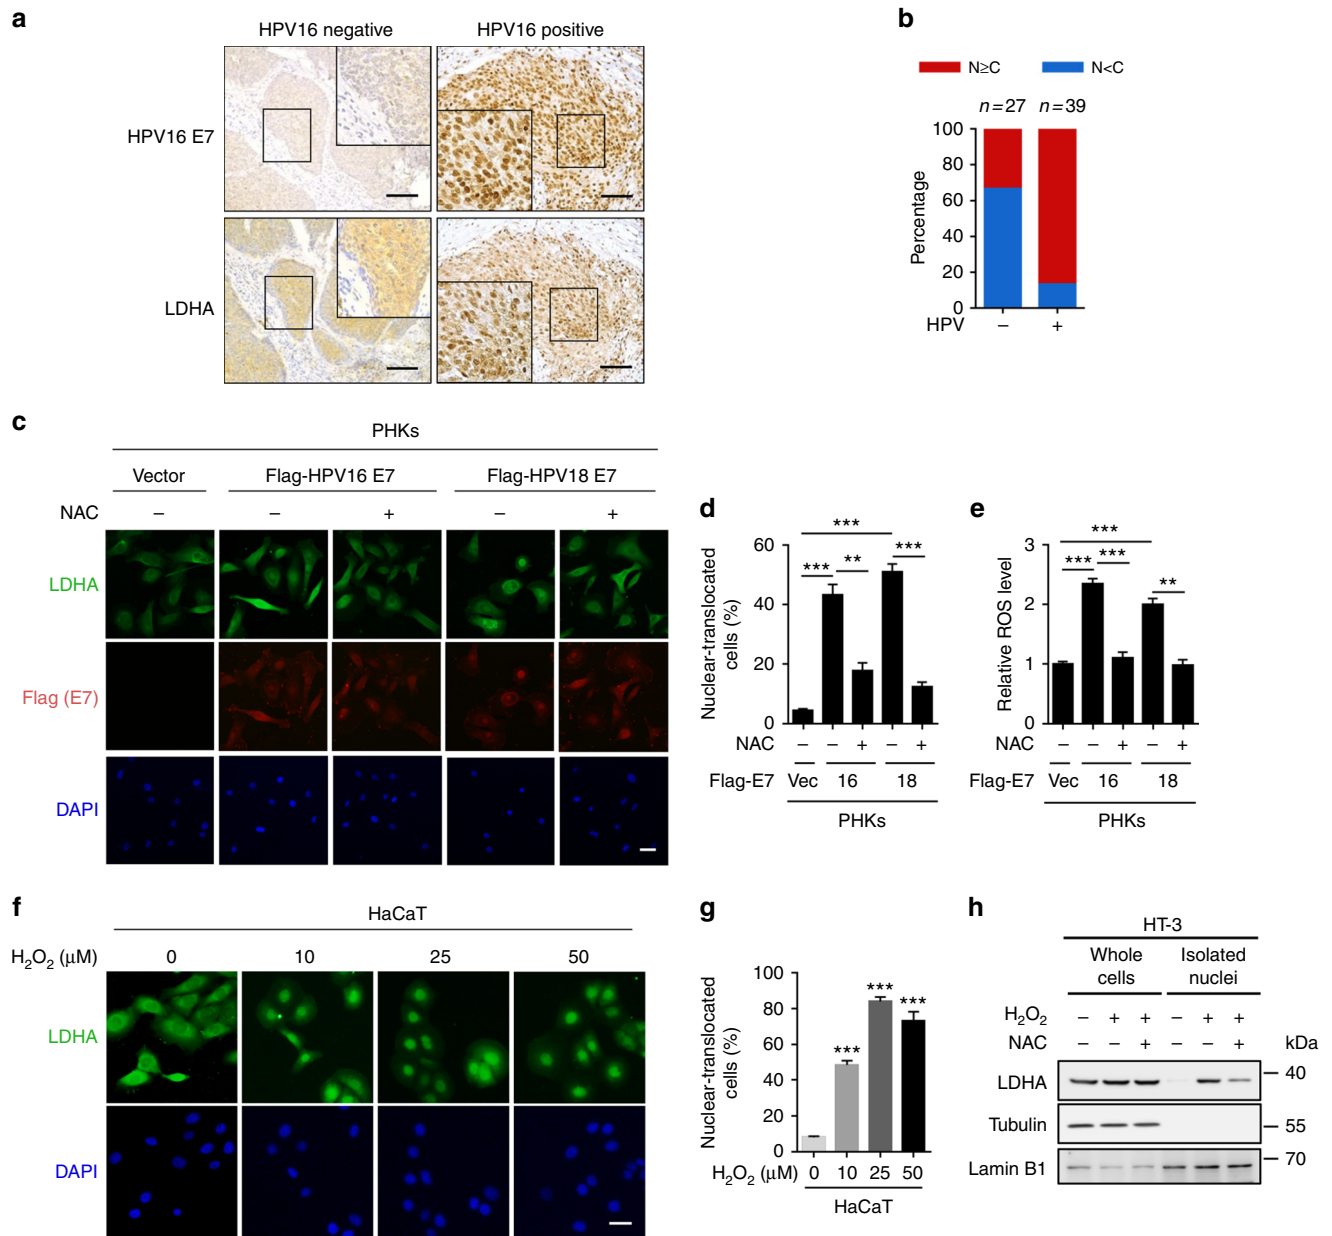 a
HPV16 negative
HPV16 positive
HPV16 E7
LDHA
b
N≥C
N<C
n=27
n=39
100
80
60
40
20
0
Percentage
HPV
–
+
c
PHKs
Vector
Flag-HPV16 E7
Flag-HPV18 E7
NAC
–
–
+
–
+
LDHA
Flag (E7)
DAPI
d
***
***
**
***
60
40
20
0
Nuclear-translocated
cells (%)
NAC
– – + – +
Flag-E7
Vec 16 18
PHKs
e
***
***
***
**
3
2
1
0
Relative ROS level
NAC
– – + – +
Flag-E7
Vec 16 18
PHKs
f
HaCaT
H₂O₂ (μM)
0
10
25
50
LDHA
DAPI
g
100
80
60
40
20
0
Nuclear-translocated
cells (%)
***
***
***
H₂O₂ (μM)
0 10 25 50
HaCaT
h
HT-3
Whole
cells
Isolated
nuclei
H₂O₂ – + + – + +
NAC – – + – – +
kDa
LDHA
40
Tubulin
55
Lamin B1
70